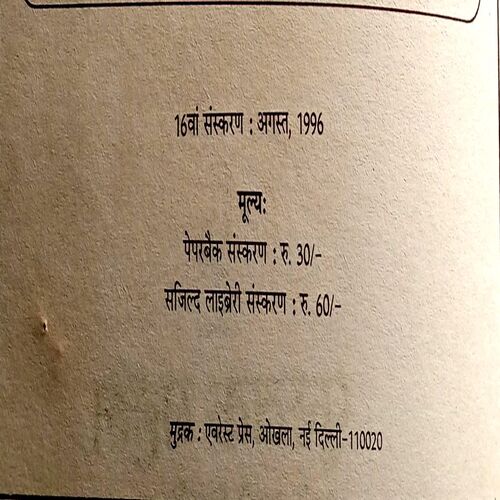 16वां संस्करण : अगस्त, 1996
मूल्य:
पेपरबैक संस्करण : रु. 30/-
सजिल्द लाइब्रेरी संस्करण : रु. 60/-
मुद्रक : एवरेस्ट प्रेस, ओखला, नई दिल्ली-110020